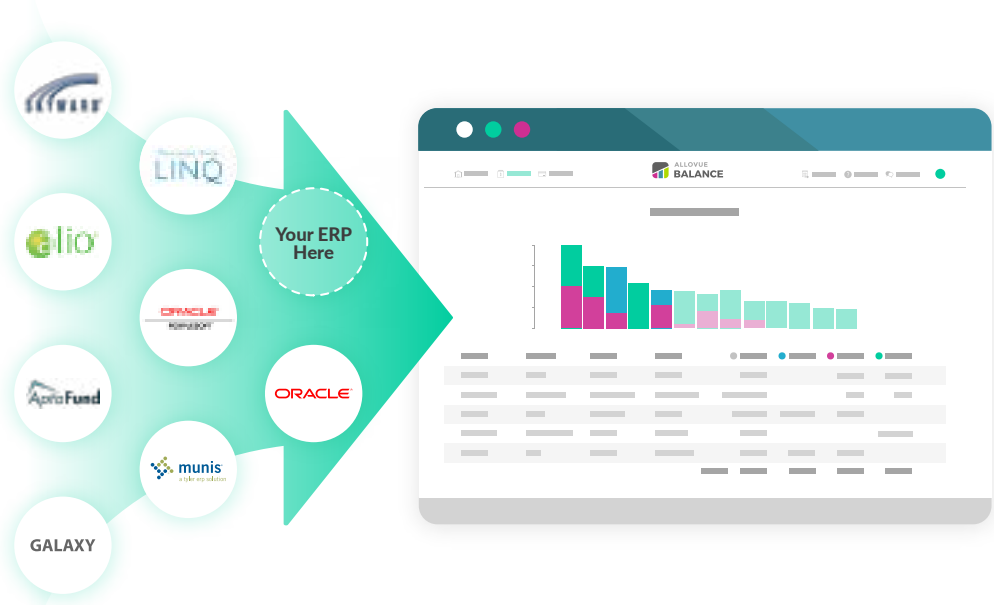 SKYWARD
LINQ
alio
Your ERP
Here
ORACLE
PEOPLESOFT
AptaFund
ORACLE
munis
a tyler erp solution
GALAXY
ALLOVUE
BALANCE